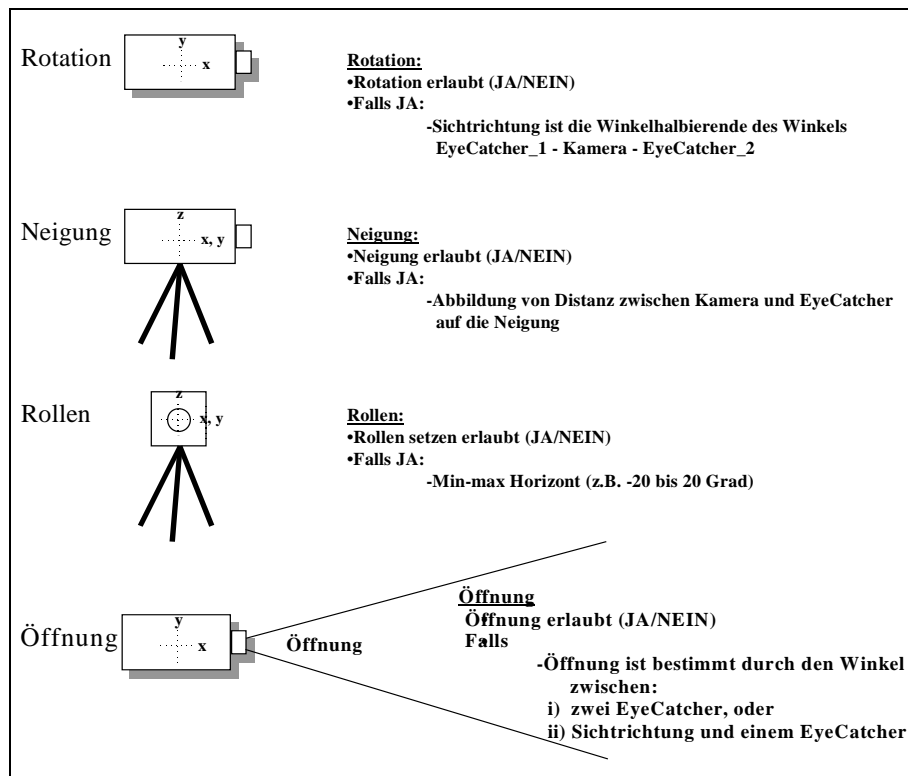 Rotation
y
x
Rotation:
•Rotation erlaubt (JA/NEIN)
•Falls JA:
-Sichtrichtung ist die Winkelhalbierende des Winkels
EyeCatcher_1 - Kamera - EyeCatcher_2
Neigung
z
x, y
Neigung:
•Neigung erlaubt (JA/NEIN)
•Falls JA:
-Abbildung von Distanz zwischen Kamera und EyeCatcher
auf die Neigung
Rollen
z
x, y
Rollen:
•Rollen setzen erlaubt (JA/NEIN)
•Falls JA:
-Min-max Horizont (z.B. -20 bis 20 Grad)
Öffnung
y
x
Öffnung
Öffnung
•Öffnung erlaubt (JA/NEIN)
•Falls
-Öffnung ist bestimmt durch den Winkel
zwischen:
i) zwei EyeCatcher, oder
ii) Sichtrichtung und einem EyeCatcher